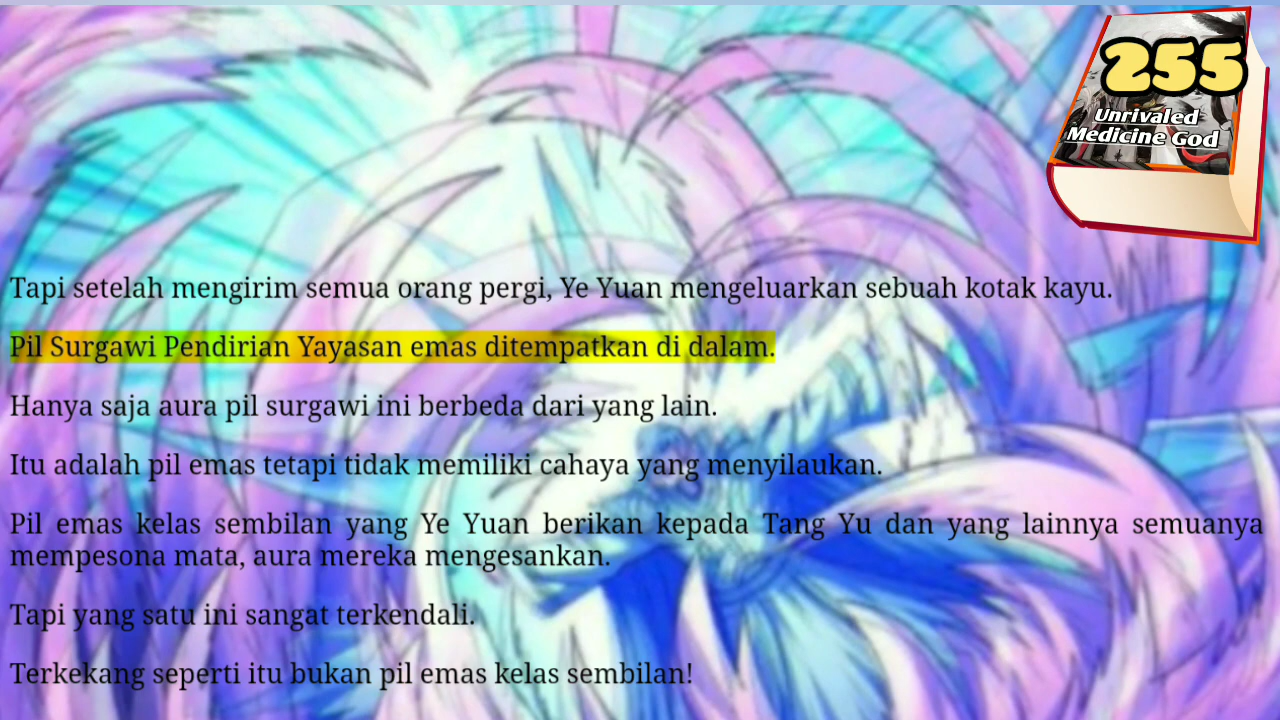 255
Unrivaled
Medicine God
Tapi setelah mengirim semua orang pergi, Ye Yuan mengeluarkan sebuah kotak kayu.
Pil Surgawi Pendirian Yayasan emas ditempatkan di dalam.
Hanya saja aura pil surgawi ini berbeda dari yang lain.
Itu adalah pil emas tetapi tidak memiliki cahaya yang menyilaukan.
Pil emas kelas sembilan yang Ye Yuan berikan kepada Tang Yu dan yang lainnya semuanya
mempesona mata, aura mereka mengesankan.
Tapi yang satu ini sangat terkendali.
Terkekang seperti itu bukan pil emas kelas sembilan!